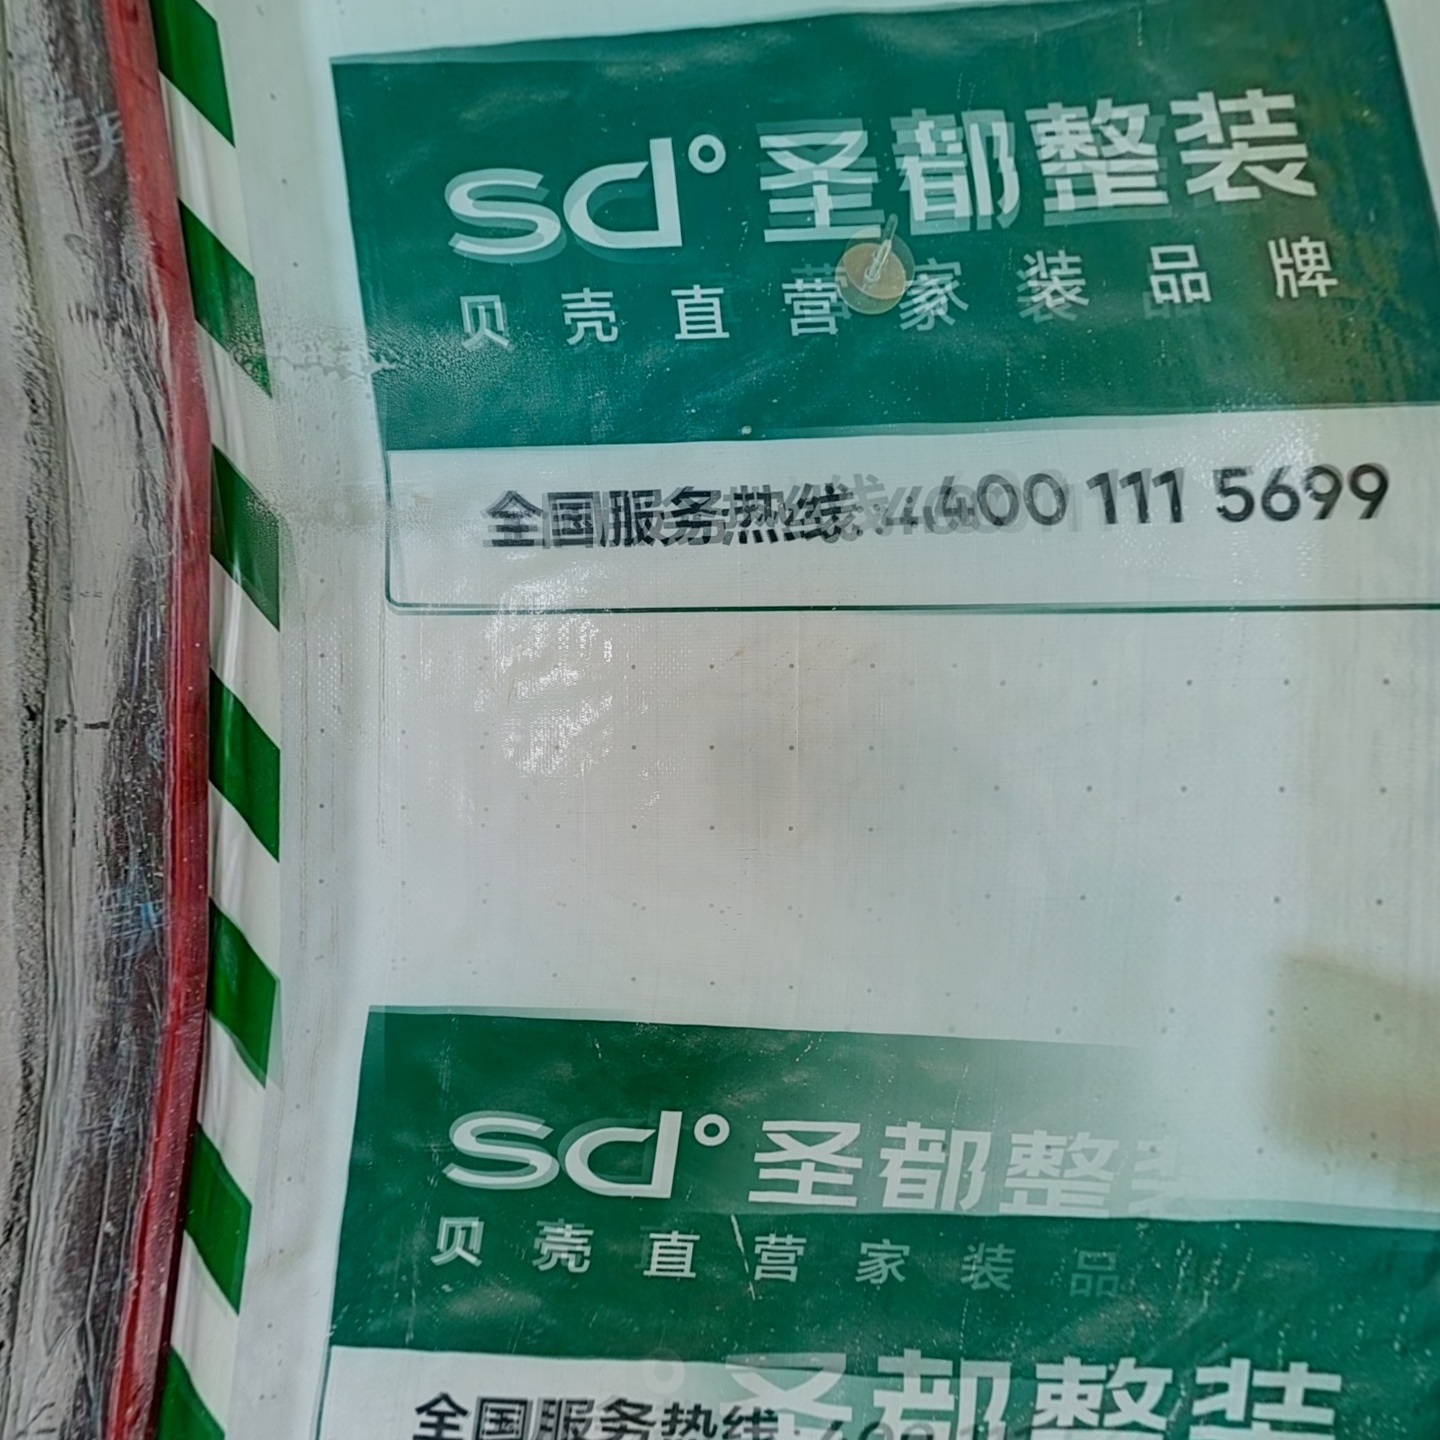 sd° 圣都整装
贝壳直营家装品牌
全国服务热线: 400 111 5699
sd° 圣都整装
贝壳直营家装品
全国服务热线:
圣都整装